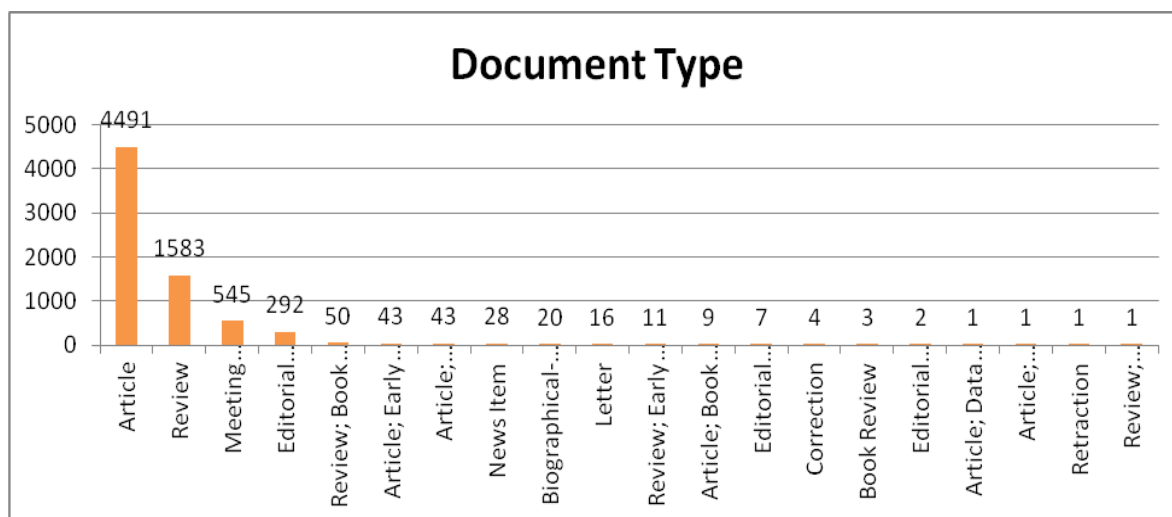 Document Type
5000
4000
3000
2000
1000
0
4491
1583
545
292
50
43
43
28
20
16
11
9
7
4
3
2
1
1
1
1
Article
Review
Meeting…
Editorial…
Review; Book…
Article; Early…
Article;…
News Item
Biographical-…
Letter
Review; Early…
Article; Book…
Editorial…
Correction
Book Review
Editorial…
Article; Data…
Article;…
Retraction
Review;…